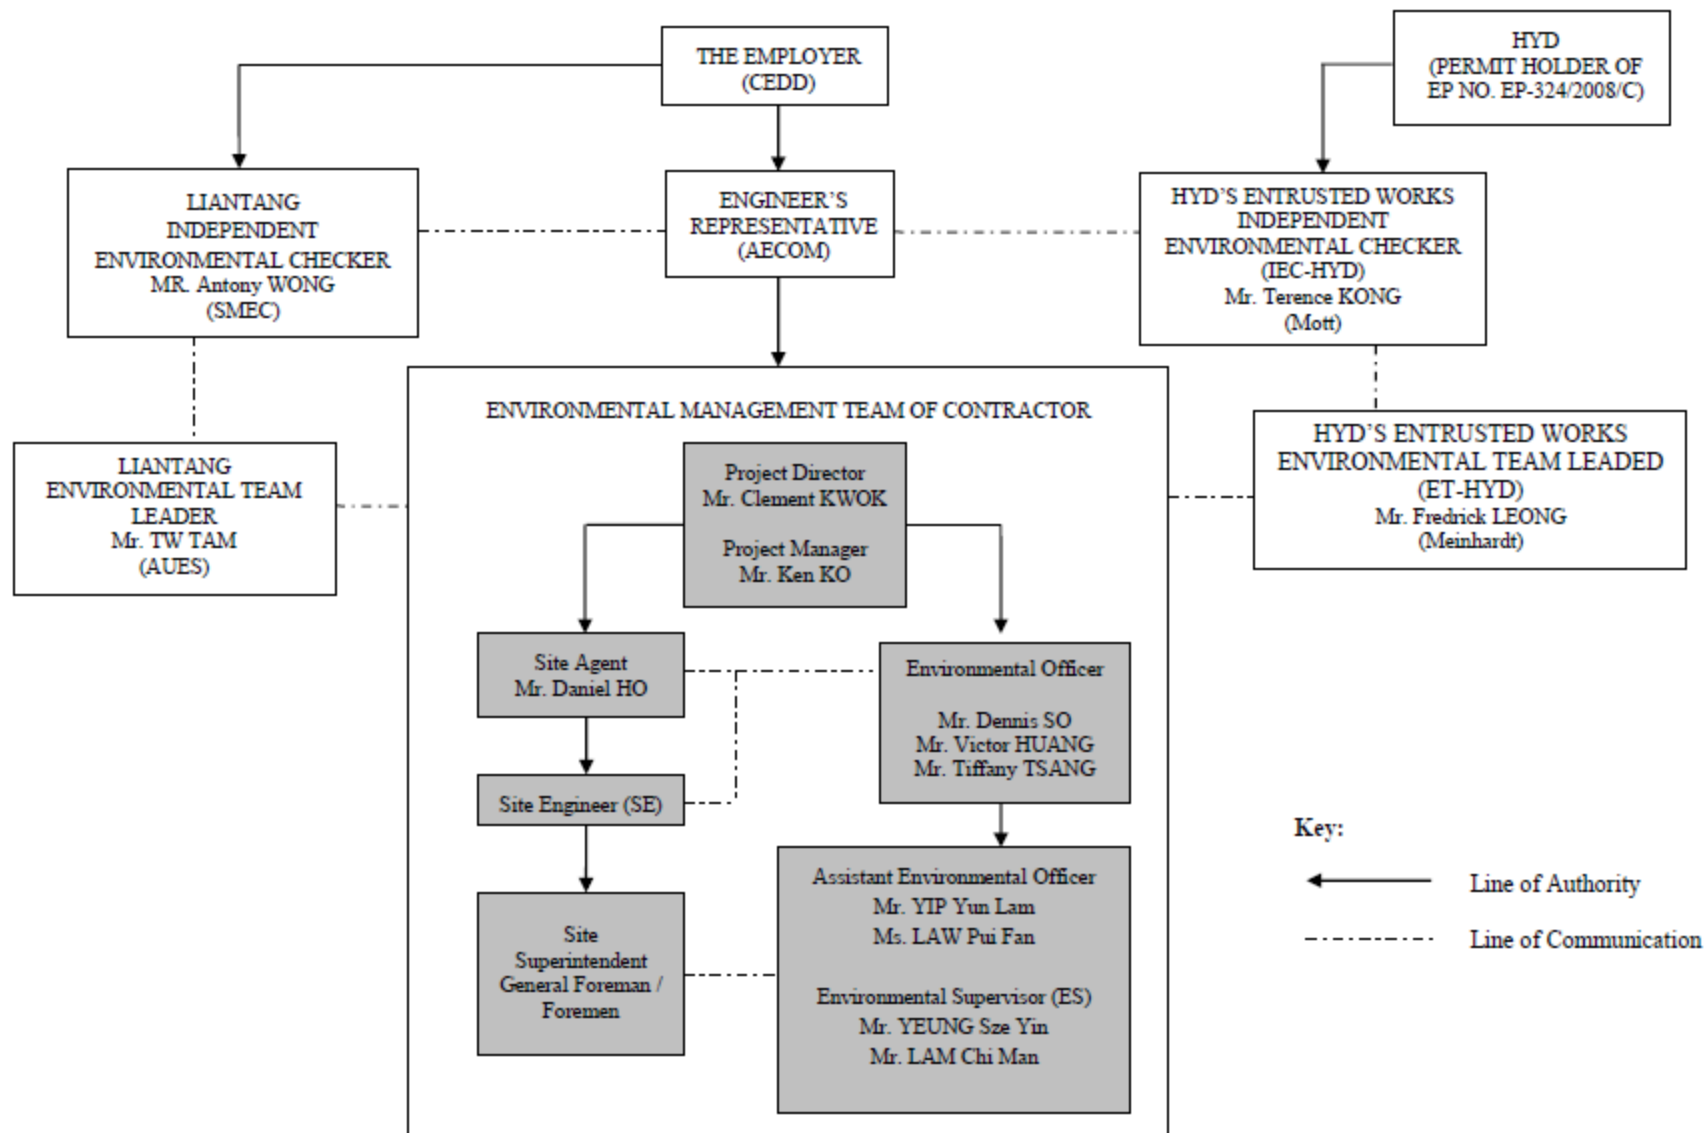 THE EMPLOYER
(CEDD)
HYD
(PERMIT HOLDER OF
EP NO. EP-324/2008/C)
LIANTANG
INDEPENDENT
ENVIRONMENTAL CHECKER
MR. Antony WONG
(SMEC)
ENGINEER'S
REPRESENTATIVE
(AECOM)
HYD'S ENTRUSTED WORKS
INDEPENDENT
ENVIRONMENTAL CHECKER
(IEC-HYD)
Mr. Terence KONG
(Mott)
LIANTANG
ENVIRONMENTAL TEAM
LEADER
Mr. TW TAM
(AUES)
ENVIRONMENTAL MANAGEMENT TEAM OF CONTRACTOR
HYD'S ENTRUSTED WORKS
ENVIRONMENTAL TEAM LEADED
(ET-HYD)
Mr. Fredrick LEONG
(Meinhardt)
Project Director
Mr. Clement KWOK
Project Manager
Mr. Ken KO
Site Agent
Mr. Daniel HO
Environmental Officer
Mr. Dennis SO
Mr. Victor HUANG
Mr. Tiffany TSANG
Site Engineer (SE)
Site
Superintendent
General Foreman /
Foremen
Assistant Environmental Officer
Mr. YIP Yun Lam
Ms. LAW Pui Fan
Environmental Supervisor (ES)
Mr. YEUNG Sze Yin
Mr. LAM Chi Man
Key:
Line of Authority
Line of Communication